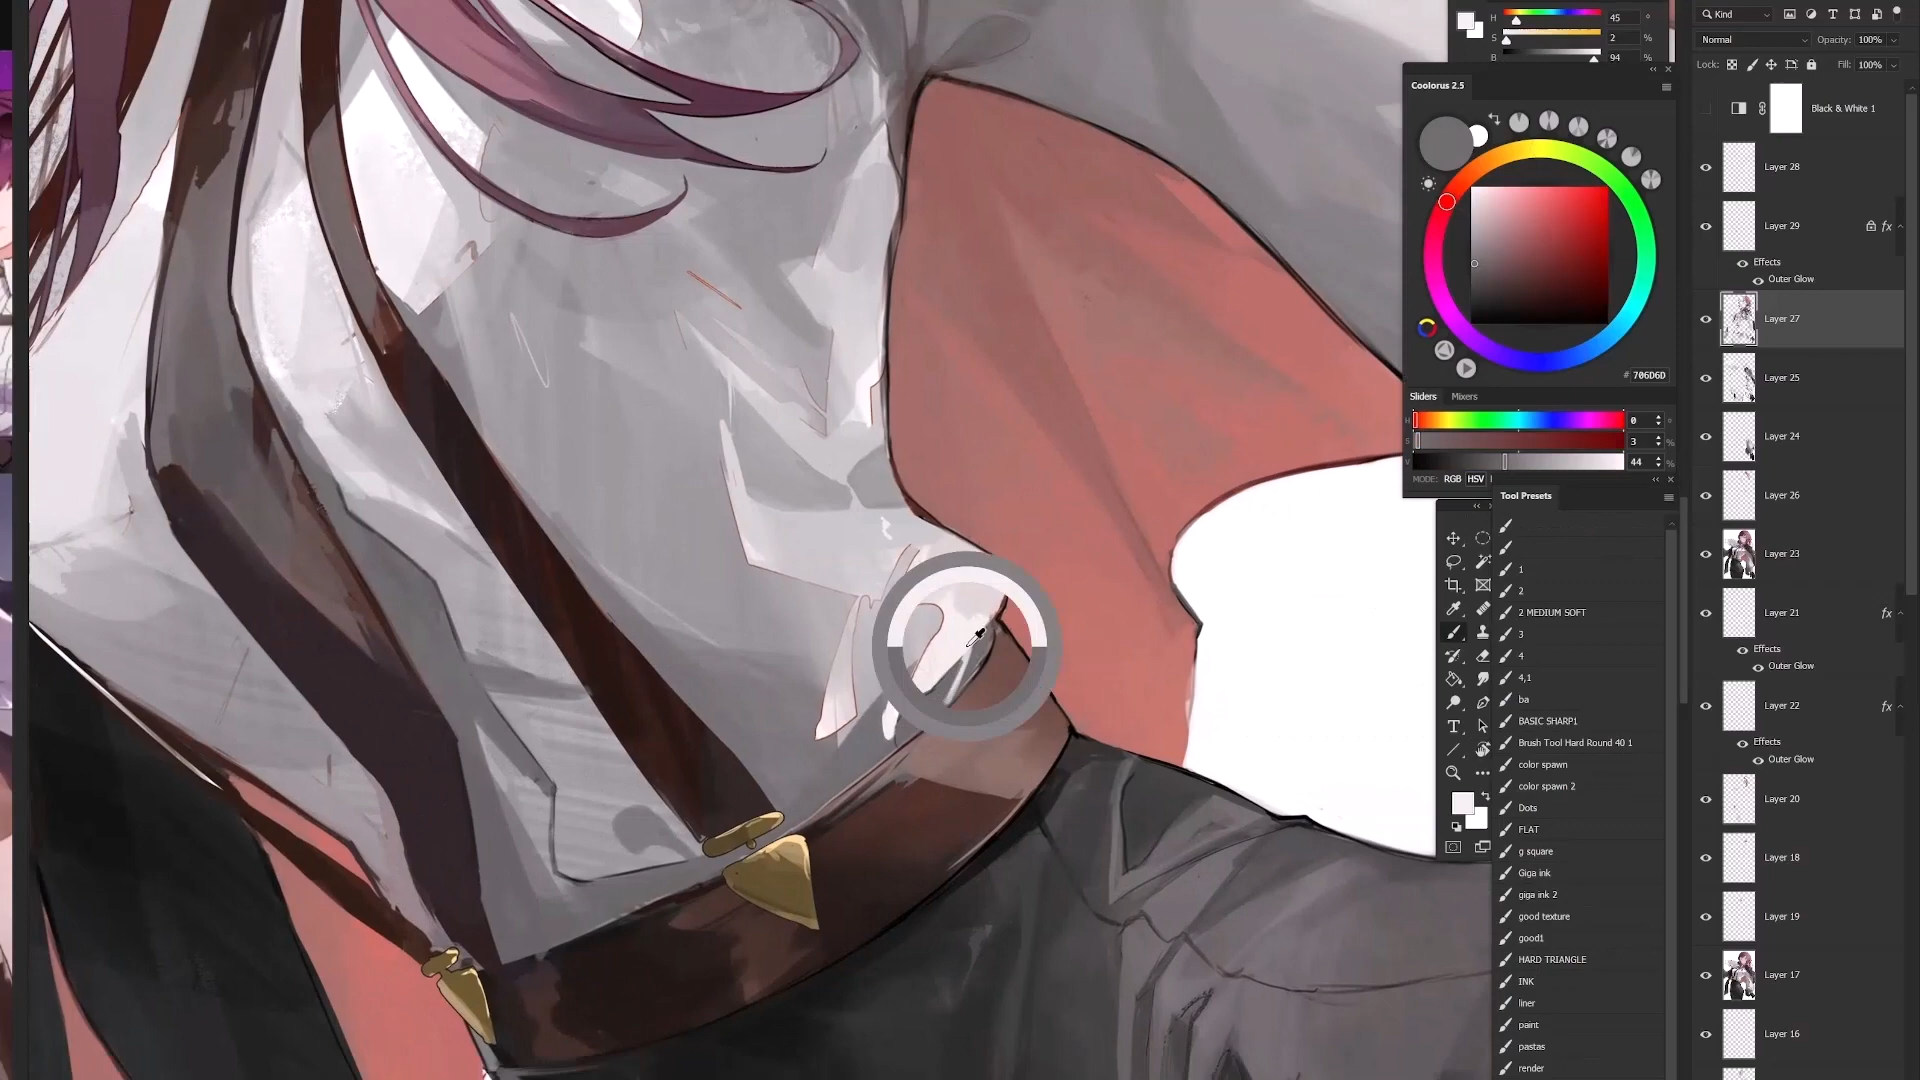 H 45 °
S 2 %
B 94 %
Coolorus 2.5
# 706D6D
Sliders Mixers
H 0 °
S 3 %
V 44 %
MODE: RGB HSV
Tool Presets
1
2
2 MEDIUM SOFT
3
4
4,1
ba
BASIC SHARP1
Brush Tool Hard Round 40 1
color spawn
color spawn 2
Dots
FLAT
g square
Giga ink
giga ink 2
good texture
good1
HARD TRIANGLE
INK
liner
paint
pastas
render
Kind
Normal Opacity: 100%
Lock: Fill: 100%
Black & White 1
Layer 28
Layer 29 fx
Effects
Outer Glow
Layer 27
Layer 25
Layer 24
Layer 26
Layer 23
Layer 21 fx
Effects
Outer Glow
Layer 22 fx
Effects
Outer Glow
Layer 20
Layer 18
Layer 19
Layer 17
Layer 16